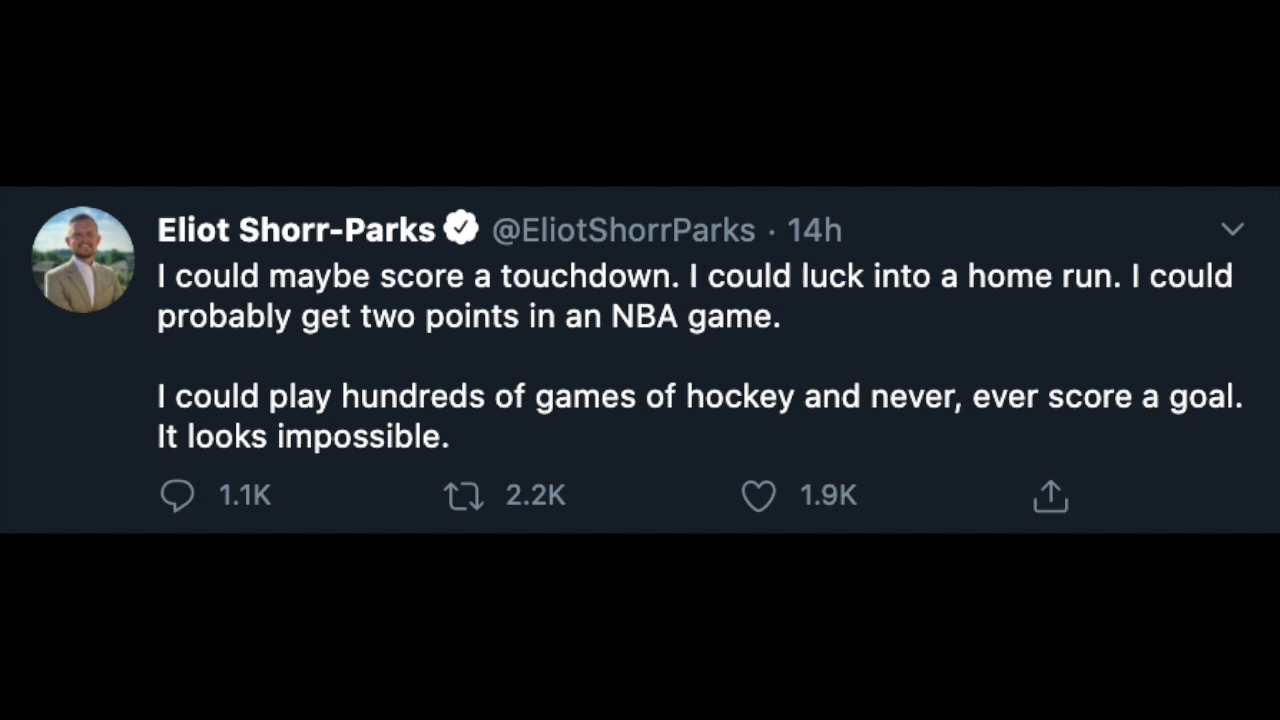 Eliot Shorr-Parks @EliotShorrParks · 14h
I could maybe score a touchdown. I could luck into a home run. I could
probably get two points in an NBA game.
I could play hundreds of games of hockey and never, ever score a goal.
It looks impossible.
1.1K 2.2K 1.9K